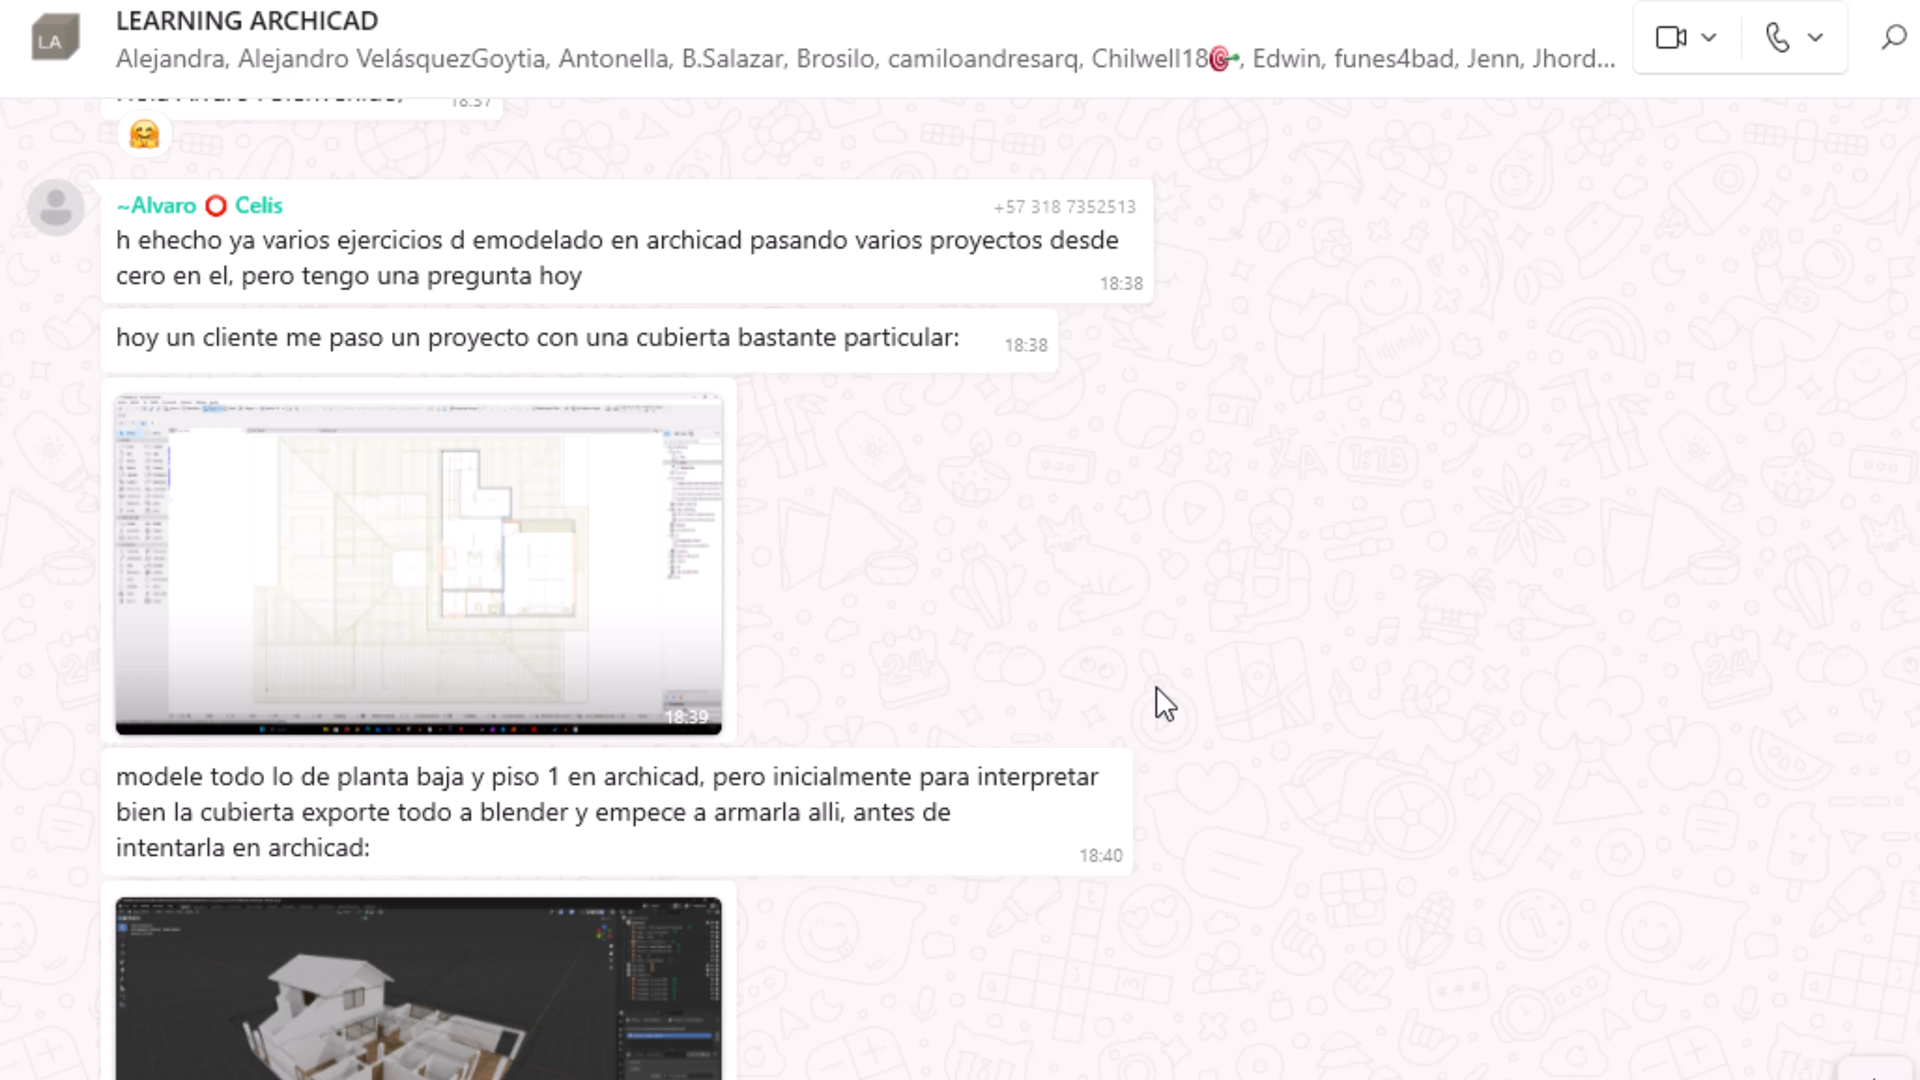 LEARNING ARCHICAD
LA
Alejandra, Alejandro VelásquezGoytia, Antonella, B.Salazar, Brosilo, camiloandresarq, Chilwell18🎯, Edwin, funes4bad, Jenn, Jhord...
18:37
🤗
~Alvaro ⭕ Celis
+57 318 7352513
h ehecho ya varios ejercicios d emodelado en archicad pasando varios proyectos desde
cero en el, pero tengo una pregunta hoy
18:38
hoy un cliente me paso un proyecto con una cubierta bastante particular:
18:38
18:39
modele todo lo de planta baja y piso 1 en archicad, pero inicialmente para interpretar
bien la cubierta exporte todo a blender y empece a armarla alli, antes de
intentarla en archicad:
18:40